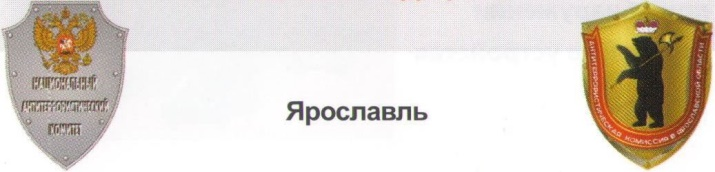 НАЦИОНАЛЬНЫЙ
АНТИТЕРРОРИСТИЧЕСКИЙ
КОМИТЕТ
Ярославль
АНТИТЕРРОРИСТИЧЕСКАЯ КОМИССИЯ В ЯРОСЛАВСКОЙ ОБЛАСТИ